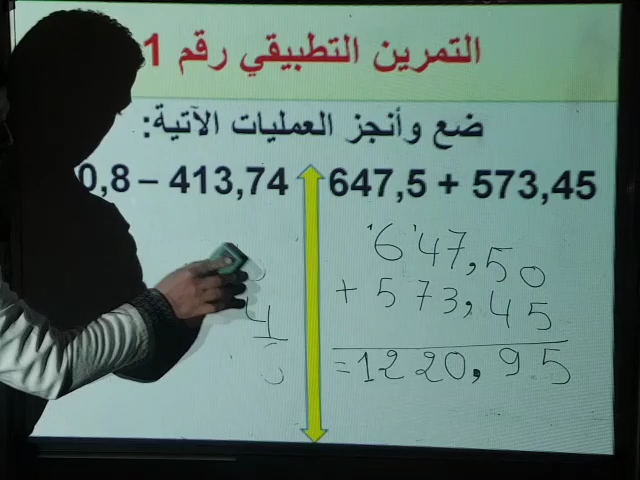 التمرين التطبيقي رقم 1
ضع وأنجز العمليات الآتية:
647,5 + 573,45
0,8 – 413,74
647,50
+ 573,45
= 1220,95
4